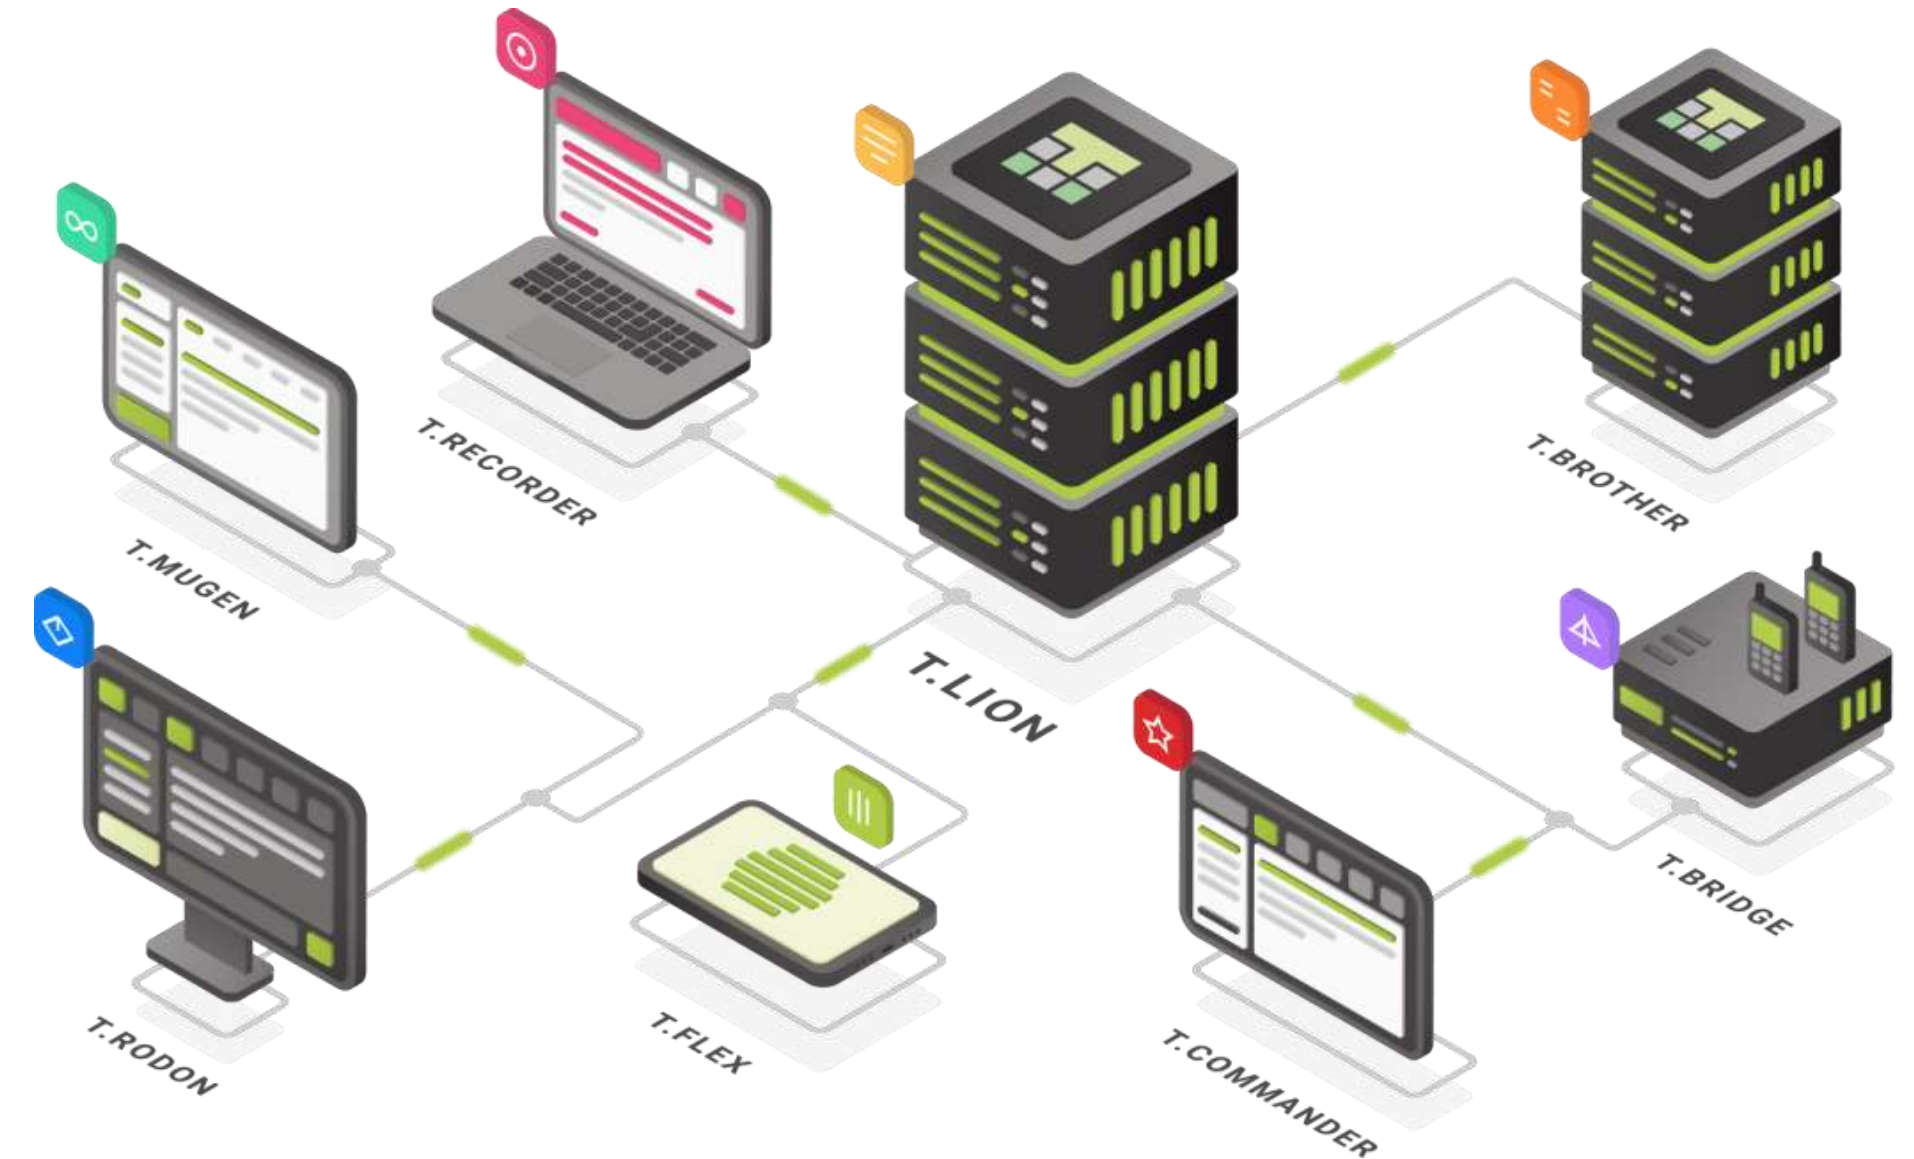 T.RECORDER
T.BROTHER
T.MUGEN
T.LION
T.BRIDGE
T.RODON
T.FLEX
T.COMMANDER